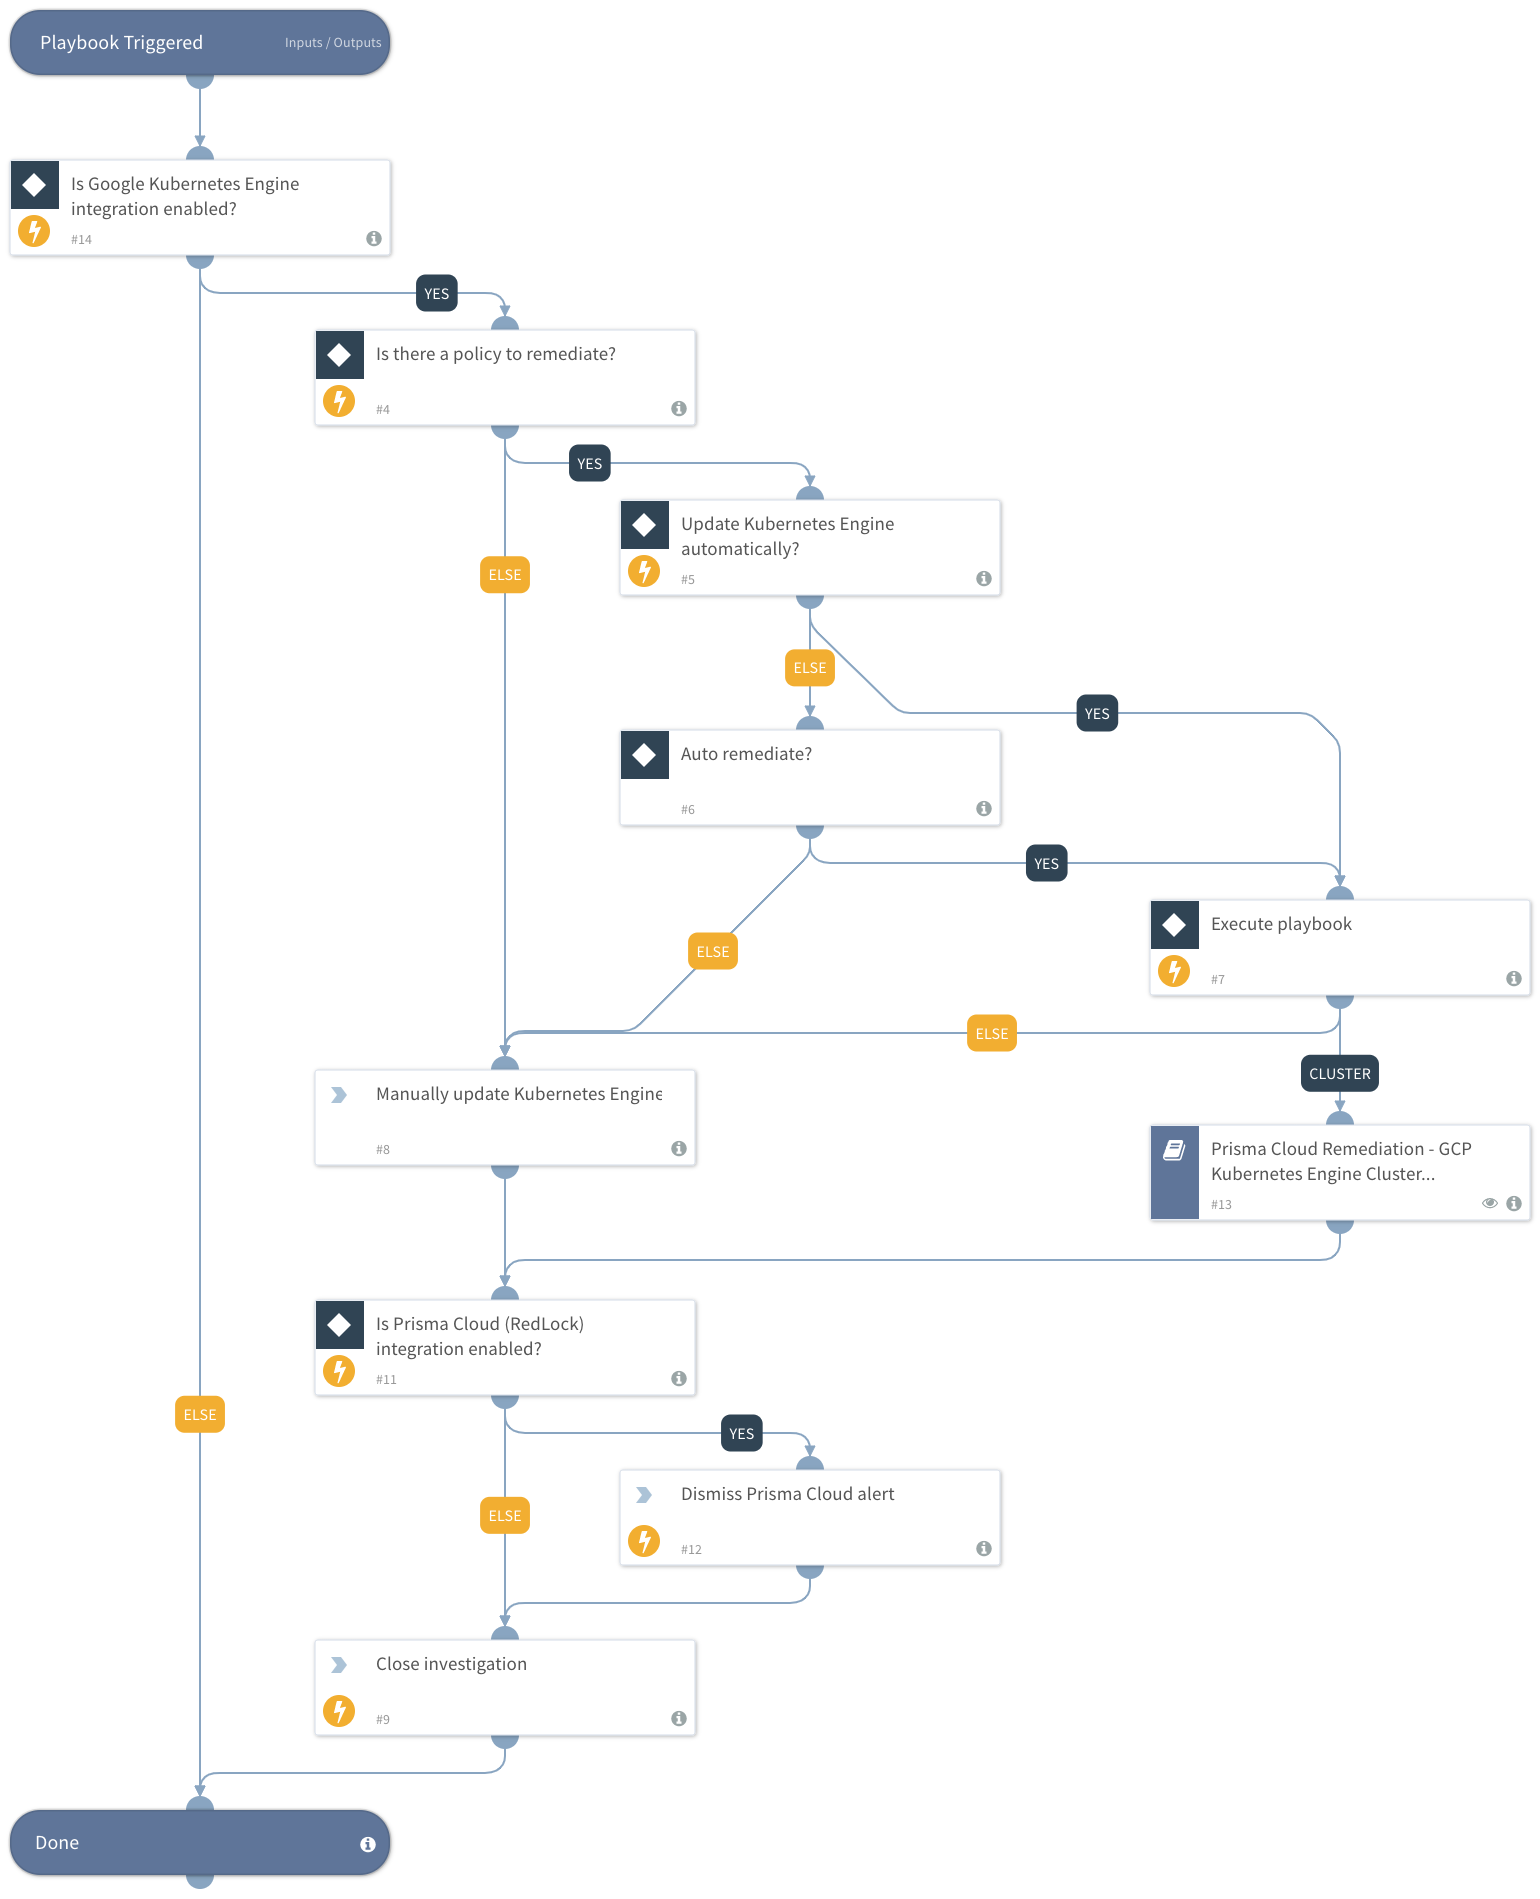 Playbook Triggered
Inputs / Outputs
Is Google Kubernetes Engine
integration enabled?
#14
YES
Is there a policy to remediate?
#4
YES
Update Kubernetes Engine
automatically?
#5
ELSE
ELSE
YES
Auto remediate?
#6
YES
Execute playbook
#7
ELSE
ELSE
CLUSTER
Manually update Kubernetes Engine
#8
Prisma Cloud Remediation - GCP
Kubernetes Engine Cluster...
#13
Is Prisma Cloud (RedLock)
integration enabled?
#11
ELSE
YES
Dismiss Prisma Cloud alert
#12
ELSE
Close investigation
#9
Done